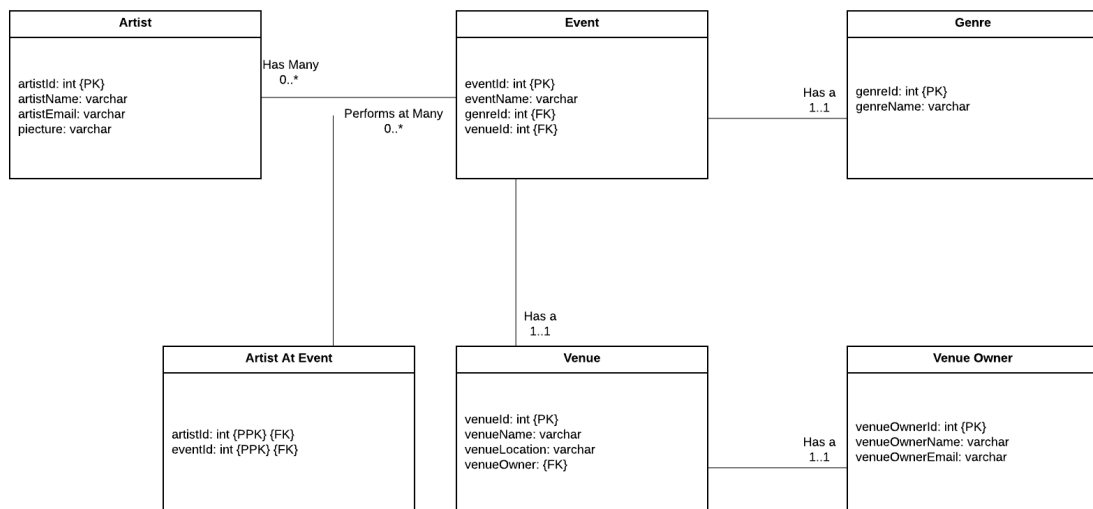 Artist
artistId: int {PK}
artistName: varchar
artistEmail: varchar
piecture: varchar
Has Many
0..*
Performs at Many
0..*
Event
eventId: int {PK}
eventName: varchar
genreId: int {FK}
venueId: int {FK}
Has a
1..1
Genre
genreId: int {PK}
genreName: varchar
Has a
1..1
Artist At Event
artistId: int {PPK} {FK}
eventId: int {PPK} {FK}
Venue
venueId: int {PK}
venueName: varchar
venueLocation: varchar
venueOwner: {FK}
Has a
1..1
Venue Owner
venueOwnerId: int {PK}
venueOwnerName: varchar
venueOwnerEmail: varchar